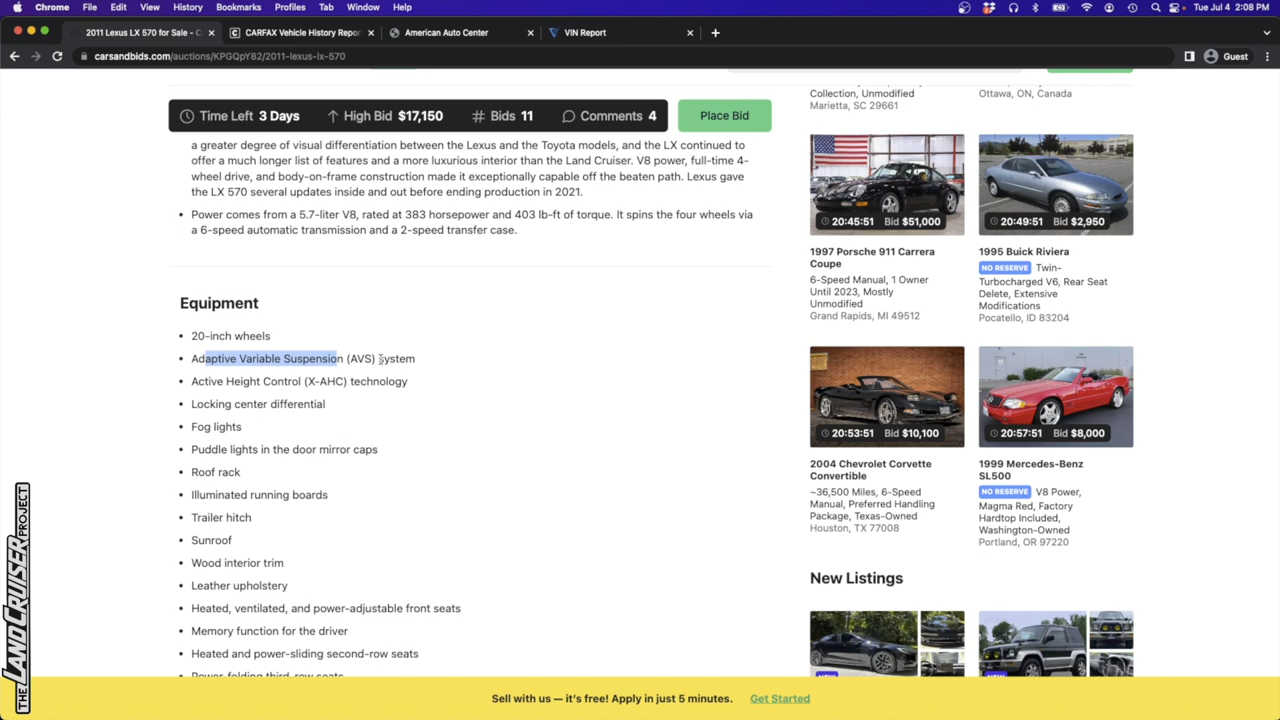 Chrome File Edit View History Bookmarks Profiles Tab Window Help
Tue Jul 4 2:08 PM
2011 Lexus LX 570 for Sale - C
CARFAX Vehicle History Repor
American Auto Center
VIN Report
carsandbids.com/auctions/KPGQpY82/2011-lexus-lx-570
Guest
Time Left 3 Days
High Bid $17,150
# Bids 11
Comments 4
Place Bid
a greater degree of visual differentiation between the Lexus and the Toyota models, and the LX continued to
offer a much longer list of features and a more luxurious interior than the Land Cruiser. V8 power, full-time 4-
wheel drive, and body-on-frame construction made it exceptionally capable off the beaten path. Lexus gave
the LX 570 several updates inside and out before ending production in 2021.
• Power comes from a 5.7-liter V8, rated at 383 horsepower and 403 lb-ft of torque. It spins the four wheels via
a 6-speed automatic transmission and a 2-speed transfer case.
Equipment
• 20-inch wheels
• Adaptive Variable Suspension (AVS) system
• Active Height Control (X-AHC) technology
• Locking center differential
• Fog lights
• Puddle lights in the door mirror caps
• Roof rack
• Illuminated running boards
• Trailer hitch
• Sunroof
• Wood interior trim
• Leather upholstery
• Heated, ventilated, and power-adjustable front seats
• Memory function for the driver
• Heated and power-sliding second-row seats
• Power-folding third-row seats
Collection, Unmodified
Marietta, SC 29661
Ottawa, ON, Canada
20:45:51 Bid $51,000
1997 Porsche 911 Carrera
Coupe
6-Speed Manual, 1 Owner
Until 2023, Mostly
Unmodified
Grand Rapids, MI 49512
20:49:51 Bid $2,950
1995 Buick Riviera
NO RESERVE Twin-
Turbocharged V6, Rear Seat
Delete, Extensive
Modifications
Pocatello, ID 83204
20:53:51 Bid $10,100
2004 Chevrolet Corvette
Convertible
~36,500 Miles, 6-Speed
Manual, Preferred Handling
Package, Texas-Owned
Houston, TX 77008
20:57:51 Bid $8,000
1999 Mercedes-Benz
SL500
NO RESERVE V8 Power,
Magma Red, Factory
Hardtop Included,
Washington-Owned
Portland, OR 97220
New Listings
NEW
NEW
Sell with us — it's free! Apply in just 5 minutes. Get Started
THE LAND CRUISER PROJECT